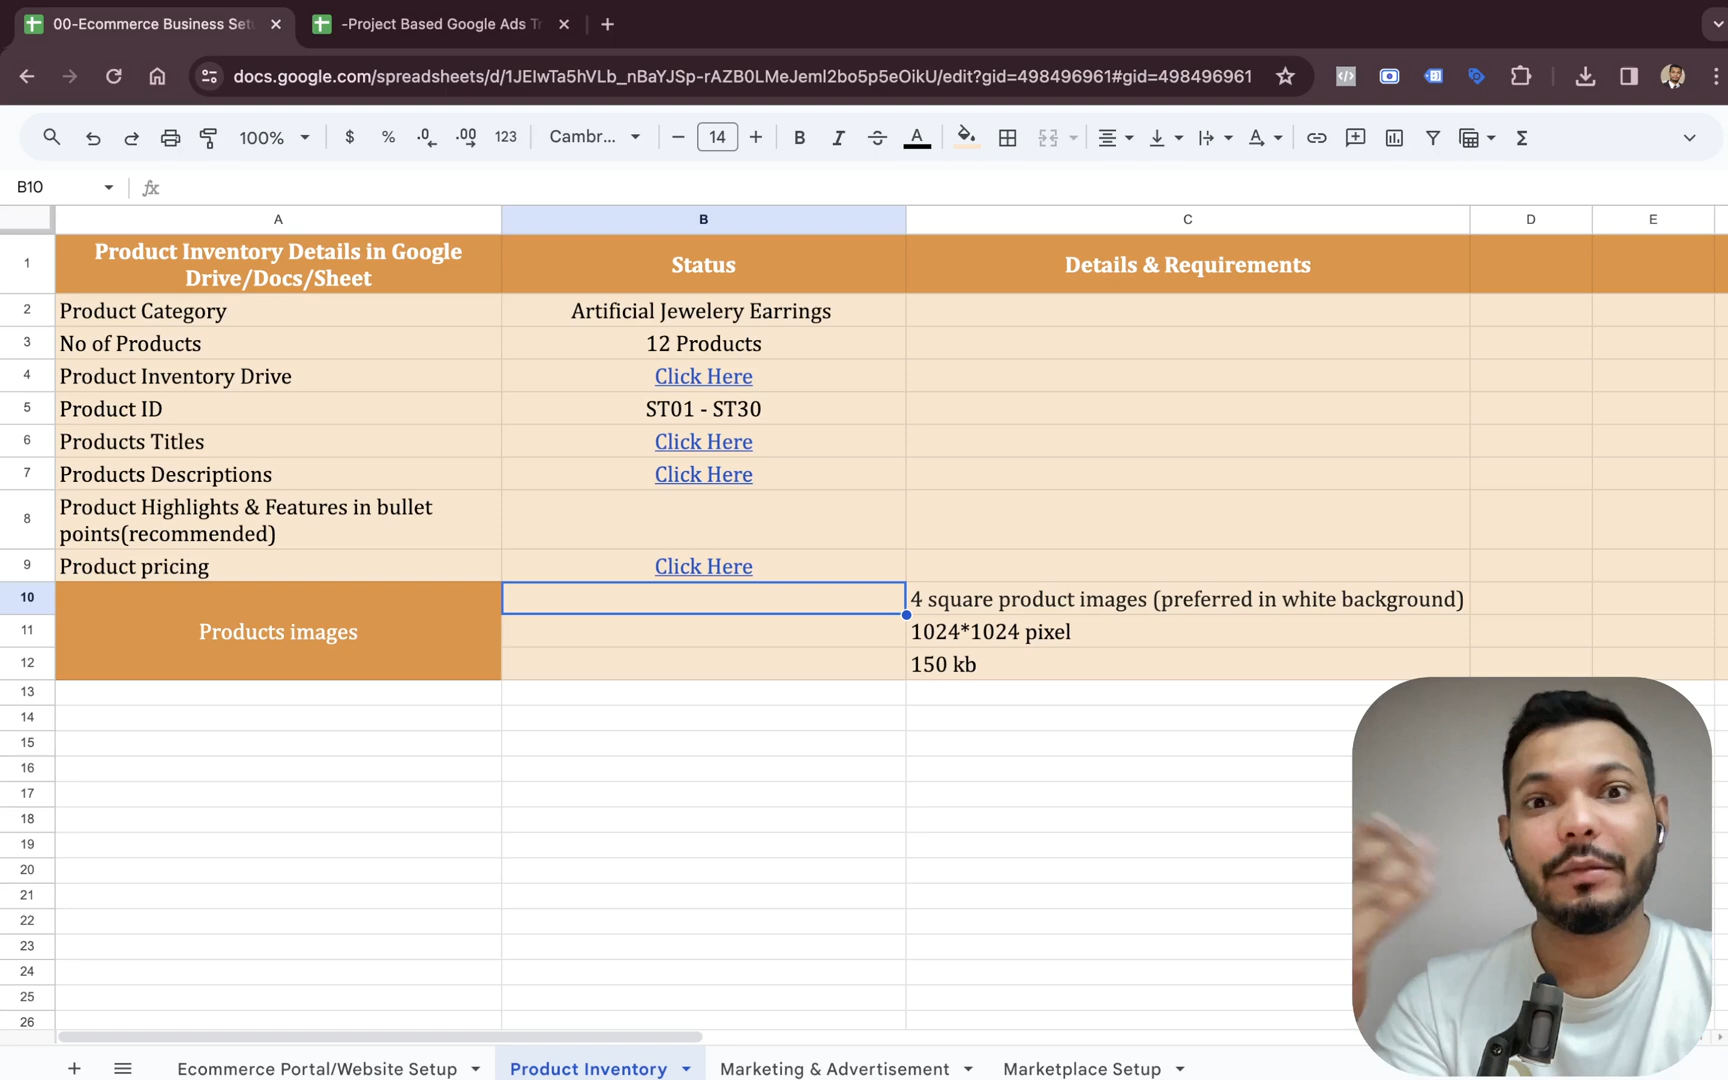 00-Ecommerce Business Set
-Project Based Google Ads T
docs.google.com/spreadsheets/d/1JEIwTa5hVLb_nBaYJSp-rAZB0LMeJeml2bo5p5eOikU/edit?gid=498496961#gid=498496961
100%
$
%
.0
.00
123
Cambr...
14
B
I
S
A
A
Σ
B10
fx
A
B
C
D
E
1
Product Inventory Details in Google
Drive/Docs/Sheet
Status
Details & Requirements
2
Product Category
Artificial Jewelery Earrings
3
No of Products
12 Products
4
Product Inventory Drive
Click Here
5
Product ID
ST01 - ST30
6
Products Titles
Click Here
7
Products Descriptions
Click Here
8
Product Highlights & Features in bullet
points(recommended)
9
Product pricing
Click Here
10
4 square product images (preferred in white background)
11
Products images
1024*1024 pixel
12
150 kb
13
14
15
16
17
18
19
20
21
22
23
24
25
26
Ecommerce Portal/Website Setup
Product Inventory
Marketing & Advertisement
Marketplace Setup